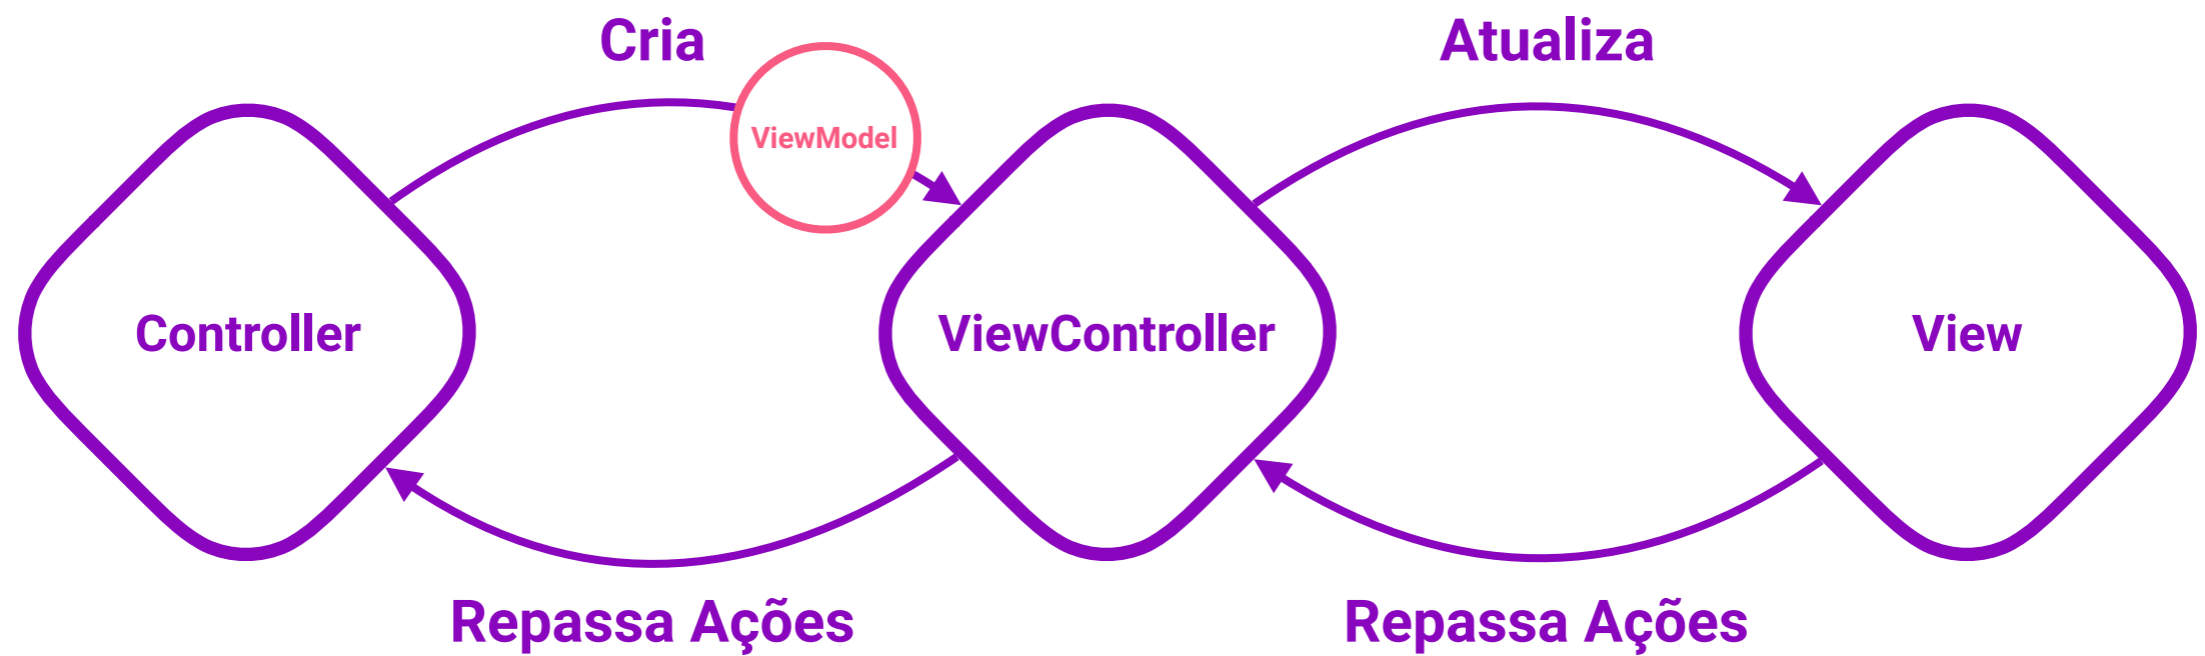 Cria
Atualiza
ViewModel
Controller
ViewController
View
Repassa Ações
Repassa Ações